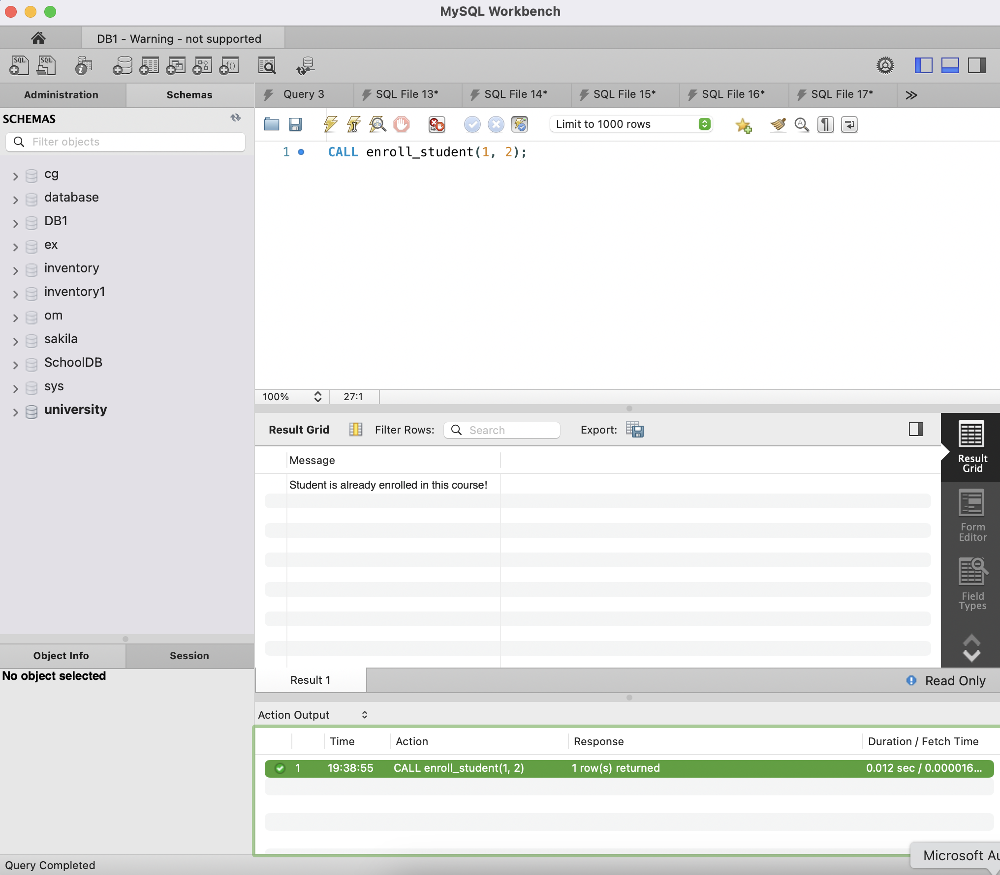 MySQL Workbench
DB1 - Warning - not supported
SQL SQL
Administration
Schemas
Query 3
SQL File 13*
SQL File 14*
SQL File 15*
SQL File 16*
SQL File 17*
SCHEMAS
Filter objects
cg
database
DB1
ex
inventory
inventory1
om
sakila
SchoolDB
sys
university
Object Info
Session
No object selected
Query Completed
Limit to 1000 rows
1 CALL enroll_student(1, 2);
100% 27:1
Result Grid Filter Rows: Search Export:
Message
Student is already enrolled in this course!
Result
Grid
Form
Editor
Field
Types
Result 1
Read Only
Action Output
Time Action Response Duration / Fetch Time
1 19:38:55 CALL enroll_student(1, 2) 1 row(s) returned 0.012 sec / 0.000016...
Microsoft Au